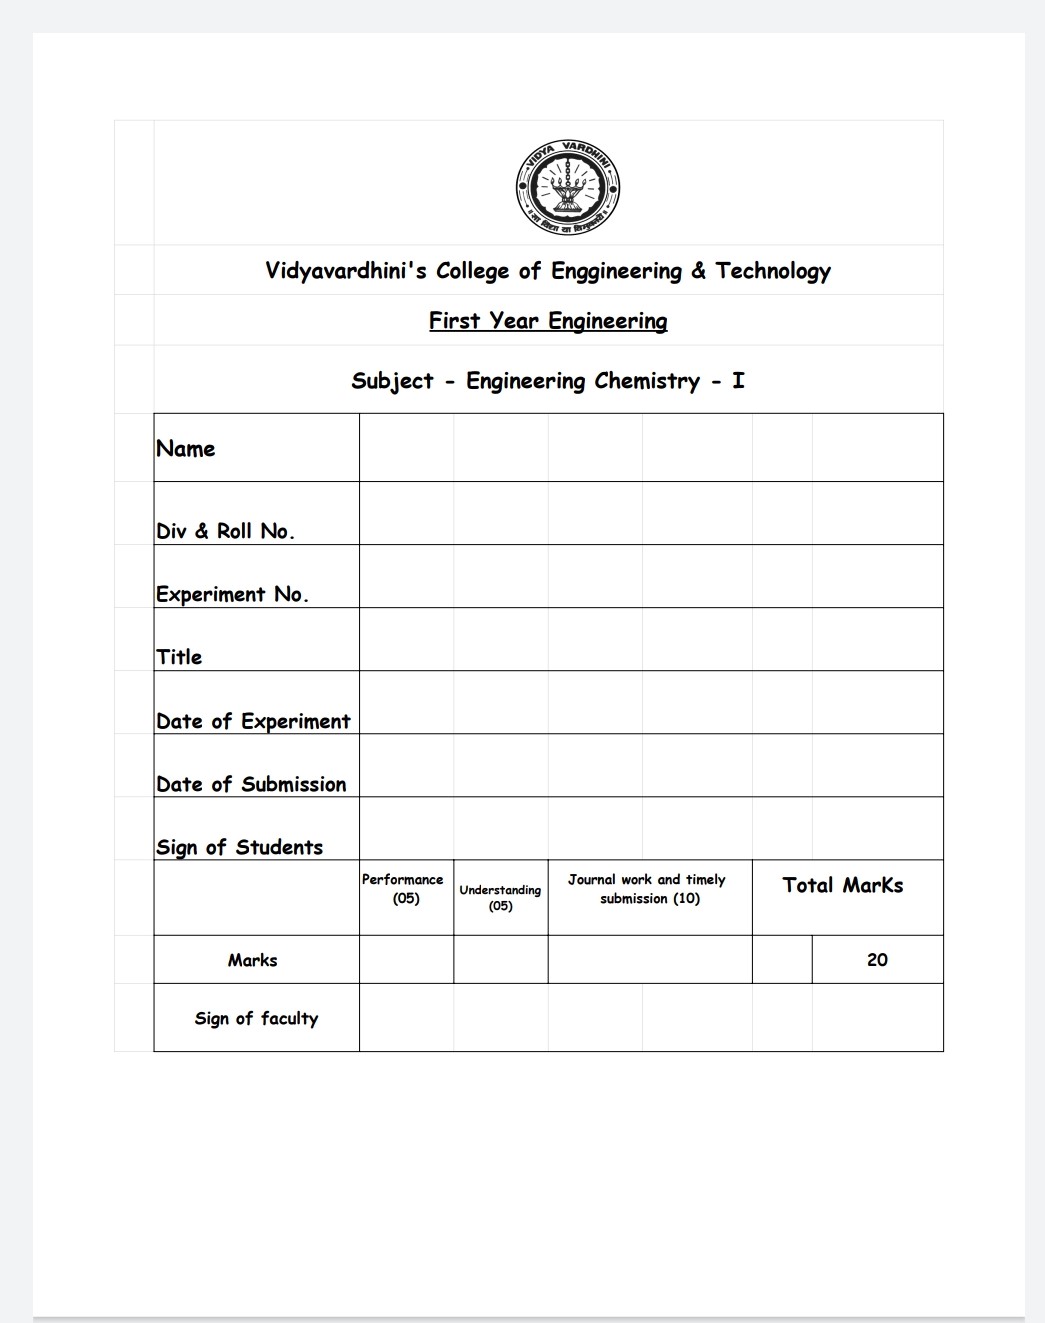 VIDYA VARDHINI
॥ सा विद्या या विमुक्तये ॥
Vidyavardhini's College of Enggineering & Technology
First Year Engineering
Subject - Engineering Chemistry - I
Name
Div & Roll No.
Experiment No.
Title
Date of Experiment
Date of Submission
Sign of Students
Performance
(05)
Understanding
(05)
Journal work and timely
submission (10)
Total MarKs
Marks
20
Sign of faculty